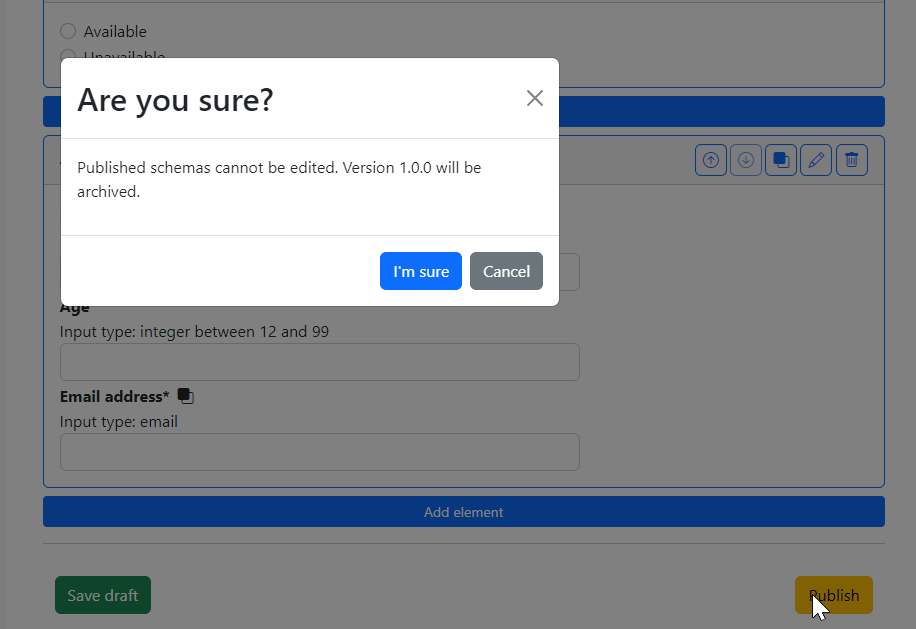 Available
Unavailable
Are you sure?
Published schemas cannot be edited. Version 1.0.0 will be
archived.
I'm sure
Cancel
Age
Input type: integer between 12 and 99
Email address*
Input type: email
Add element
Save draft
Publish